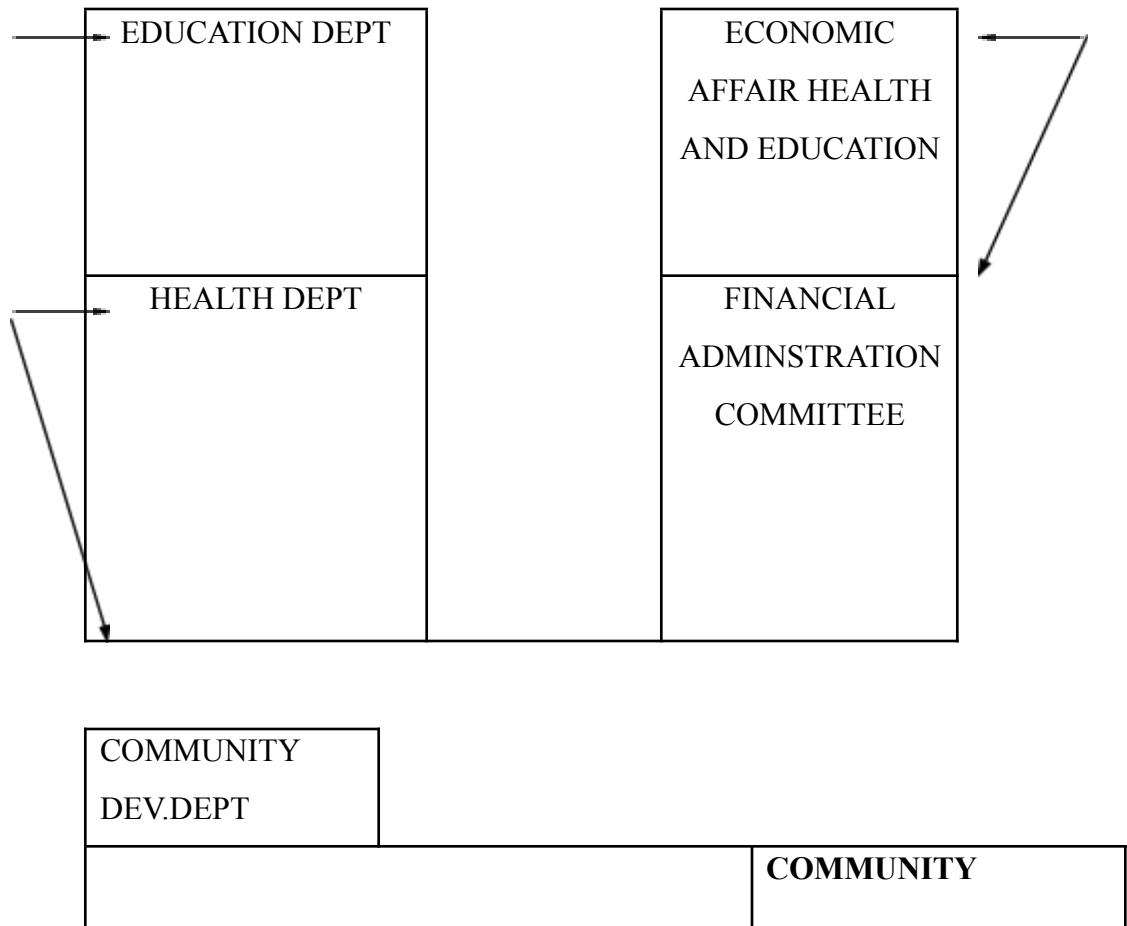 EDUCATION DEPT
ECONOMIC
AFFAIR HEALTH
AND EDUCATION
HEALTH DEPT
FINANCIAL
ADMINSTRATION
COMMITTEE
COMMUNITY
DEV.DEPT
COMMUNITY